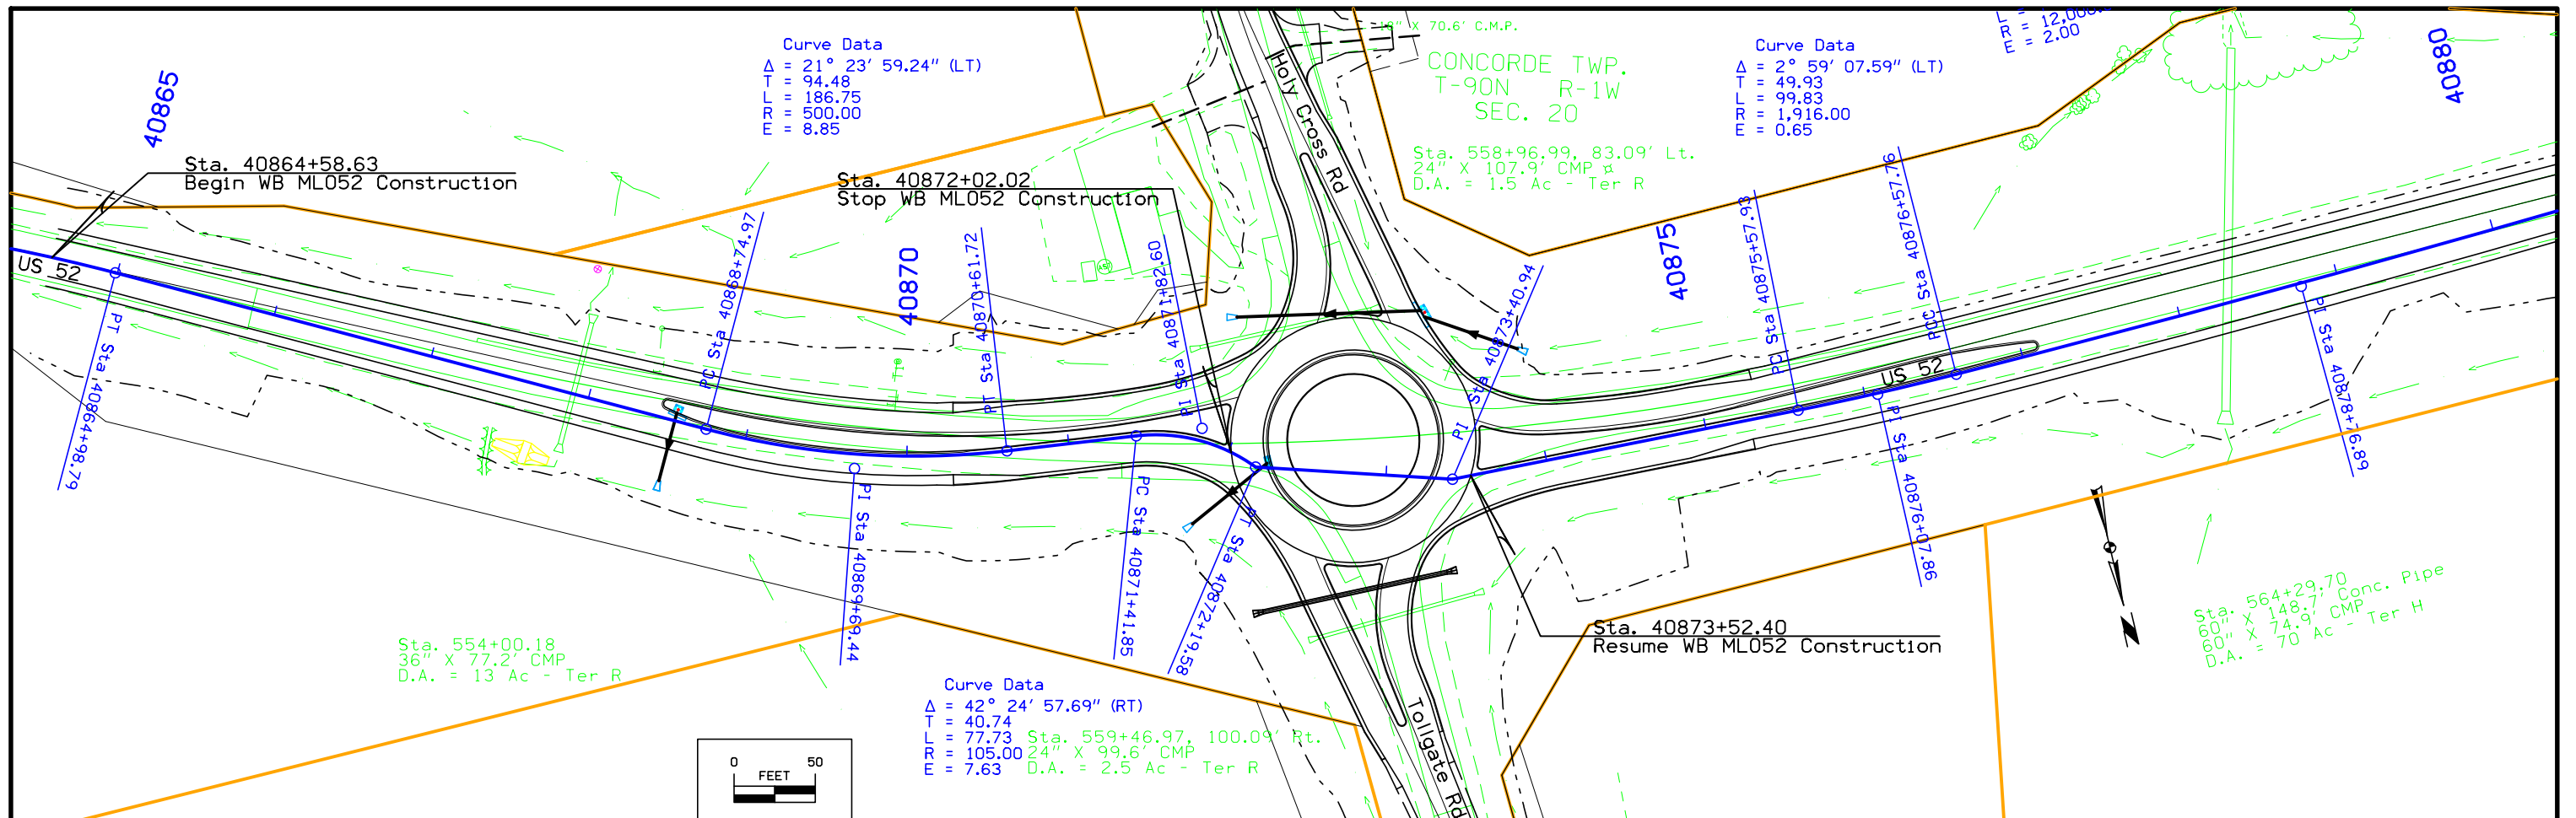 40865
Sta. 40864+58.63
Begin WB ML052 Construction
Curve Data
Δ = 21° 23' 59.24" (LT)
T = 94.48
L = 186.75
R = 500.00
E = 8.85
Sta. 40872+02.02
Stop WB ML052 Construction
Holy Cross Rd
18" X 70.6' C.M.P.
CONCORDE TWP.
T-90N R-1W
SEC. 20
Sta. 558+96.99, 83.09' Lt.
24" X 107.9' CMP
D.A. = 1.5 Ac - Ter R
Curve Data
Δ = 2° 59' 07.59" (LT)
T = 49.93
L = 99.83
R = 1,916.00
E = 0.65
L = 12,000.
RE = 2.00
40880
US 52
PT Sta 40864+98.79
PC Sta 40868+74.97
40870
PT Sta 40870+61.72
PI Sta 40871+82.60
PI Sta 40873+40.94
40875
PC Sta 40875+57.93
PCC Sta 40876+57.76
US 52
PI Sta 40878+76.89
PI Sta 40869+69.44
PC Sta 40871+41.85
PT Sta 40872+19.58
PI Sta 40876+07.86
Sta. 40873+52.40
Resume WB ML052 Construction
Sta. 564+29.70
60" X 148.7' Conc. Pipe
60" X 74.9' CMP
D.A. = 70 Ac - Ter H
Sta. 554+00.18
36" X 77.2' CMP
D.A. = 13 Ac - Ter R
Curve Data
Δ = 42° 24' 57.69" (RT)
T = 40.74
L = 77.73
R = 105.00
E = 7.63
Sta. 559+46.97, 100.09' Rt.
24" X 99.6' CMP
D.A. = 2.5 Ac - Ter R
Tollgate Rd
0 50
FEET
N